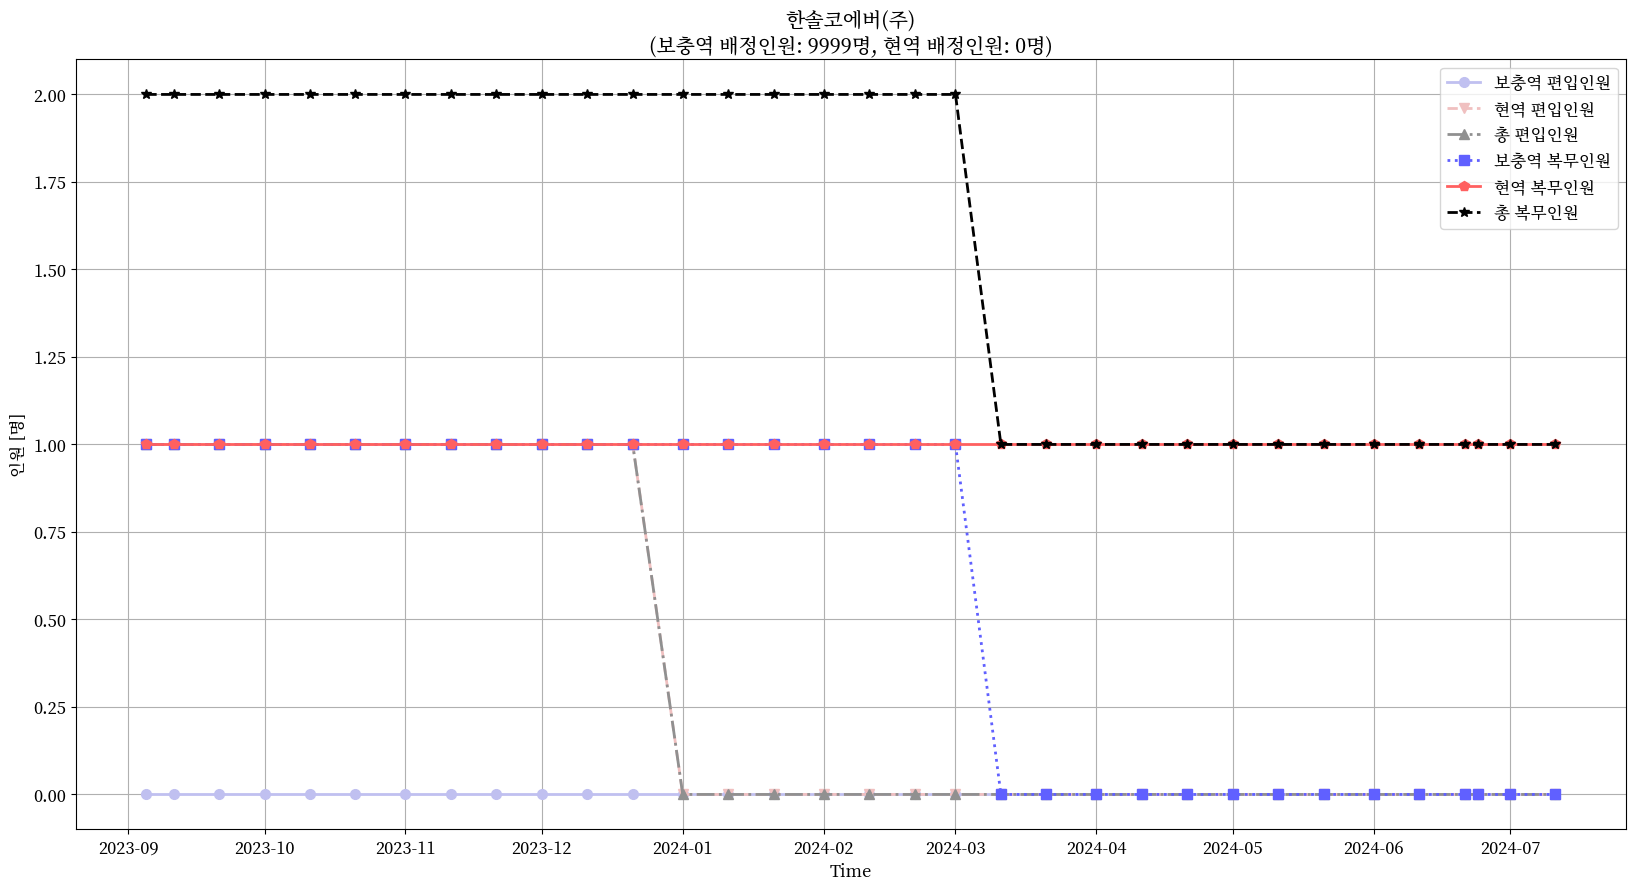 한솔코에버(주)
(보충역 배정인원: 9999명, 현역 배정인원: 0명)
보충역 편입인원
현역 편입인원
총 편입인원
보충역 복무인원
현역 복무인원
총 복무인원
인원 [명]
2.00
1.75
1.50
1.25
1.00
0.75
0.50
0.25
0.00
2023-09 2023-10 2023-11 2023-12 2024-01 2024-02 2024-03 2024-04 2024-05 2024-06 2024-07
Time